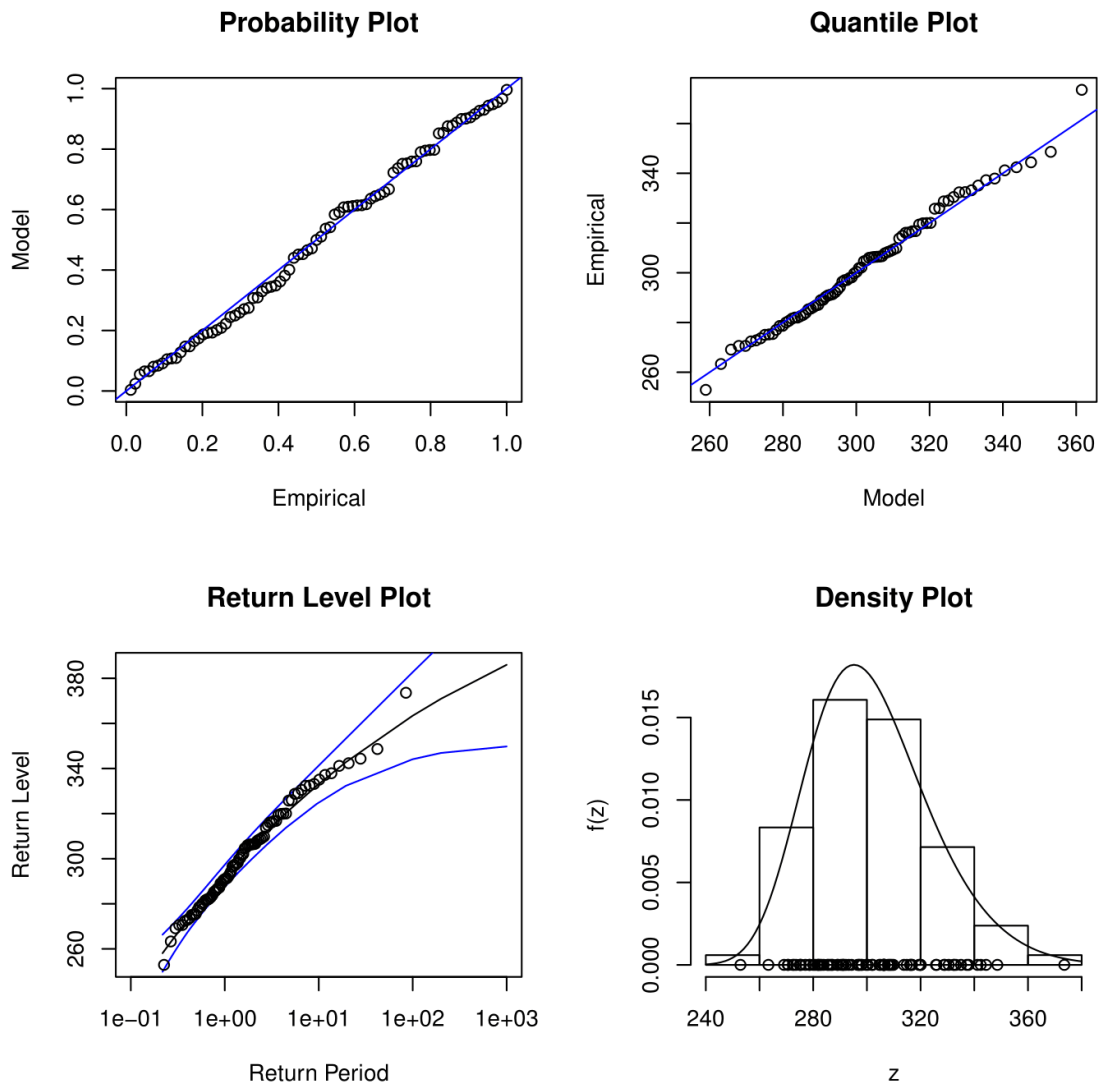 Probability Plot
Model
0.0 0.2 0.4 0.6 0.8 1.0
0.0 0.2 0.4 0.6 0.8 1.0
Empirical
Quantile Plot
Empirical
260 300 340
260 280 300 320 340 360
Model
Return Level Plot
Return Level
260 300 340 380
1e−01 1e+00 1e+01 1e+02 1e+03
Return Period
Density Plot
f(z)
0.000 0.005 0.010 0.015
240 280 320 360
z